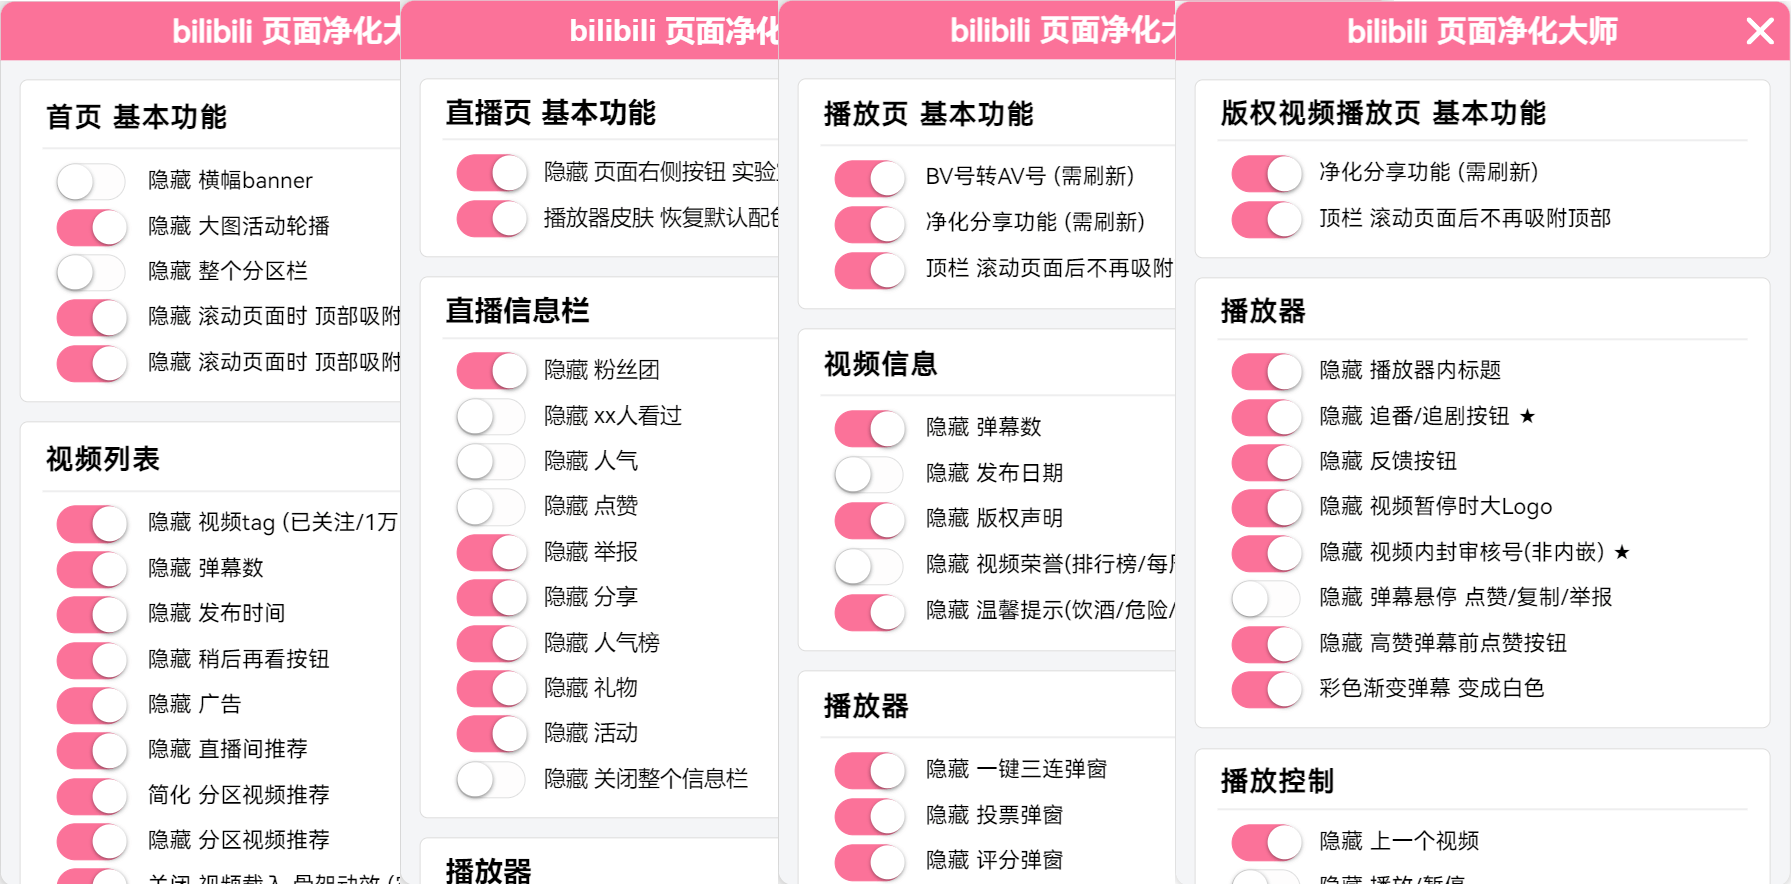 bilibili 页面净化大
首页 基本功能
隐藏 横幅banner
隐藏 大图活动轮播
隐藏 整个分区栏
隐藏 滚动页面时 顶部吸附
隐藏 滚动页面时 顶部吸附
视频列表
隐藏 视频tag (已关注/1万
隐藏 弹幕数
隐藏 发布时间
隐藏 稍后再看按钮
隐藏 广告
隐藏 直播间推荐
简化 分区视频推荐
隐藏 分区视频推荐
关闭 视频载入 骨架动效
bilibili 页面净化
直播页 基本功能
隐藏 页面右侧按钮 实验
播放器皮肤 恢复默认配色
直播信息栏
隐藏 粉丝团
隐藏 xx人看过
隐藏 人气
隐藏 点赞
隐藏 举报
隐藏 分享
隐藏 人气榜
隐藏 礼物
隐藏 活动
隐藏 关闭整个信息栏
播放器
bilibili 页面净化大
播放页 基本功能
BV号转AV号 (需刷新)
净化分享功能 (需刷新)
顶栏 滚动页面后不再吸附
视频信息
隐藏 弹幕数
隐藏 发布日期
隐藏 版权声明
隐藏 视频荣誉(排行榜/每周
隐藏 温馨提示(饮酒/危险/
播放器
隐藏 一键三连弹窗
隐藏 投票弹窗
隐藏 评分弹窗
bilibili 页面净化大师
版权视频播放页 基本功能
净化分享功能 (需刷新)
顶栏 滚动页面后不再吸附顶部
播放器
隐藏 播放器内标题
隐藏 追番/追剧按钮 ★
隐藏 反馈按钮
隐藏 视频暂停时大Logo
隐藏 视频内封审核号(非内嵌) ★
隐藏 弹幕悬停 点赞/复制/举报
隐藏 高赞弹幕前点赞按钮
彩色渐变弹幕 变成白色
播放控制
隐藏 上一个视频
隐藏 播放/暂停